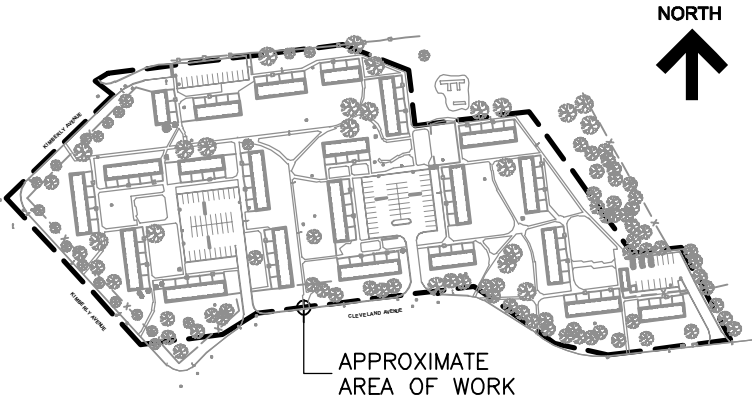 NORTH
KIMBERLY AVENUE
KIMBERLY AVENUE
CLEVELAND AVENUE
APPROXIMATE
AREA OF WORK